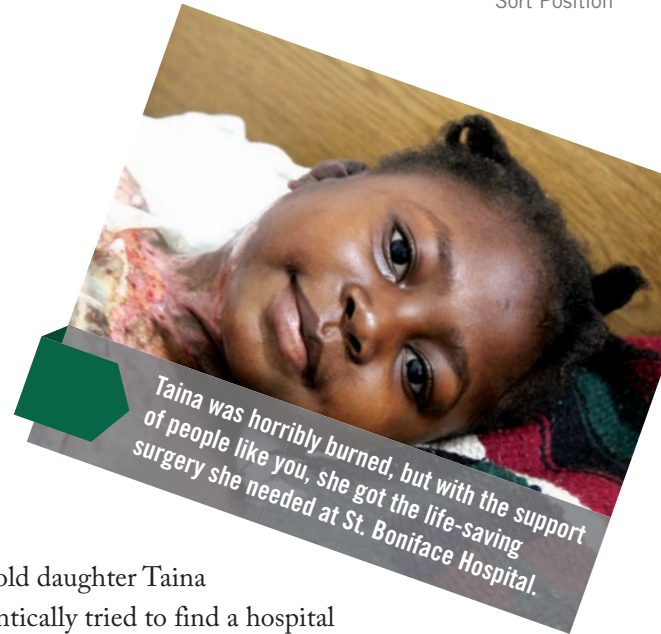 Sort Position
Taina was horribly burned, but with the support
of people like you, she got the life-saving
surgery she needed at St. Boniface Hospital.
old daughter Taina
ntically tried to find a hospital